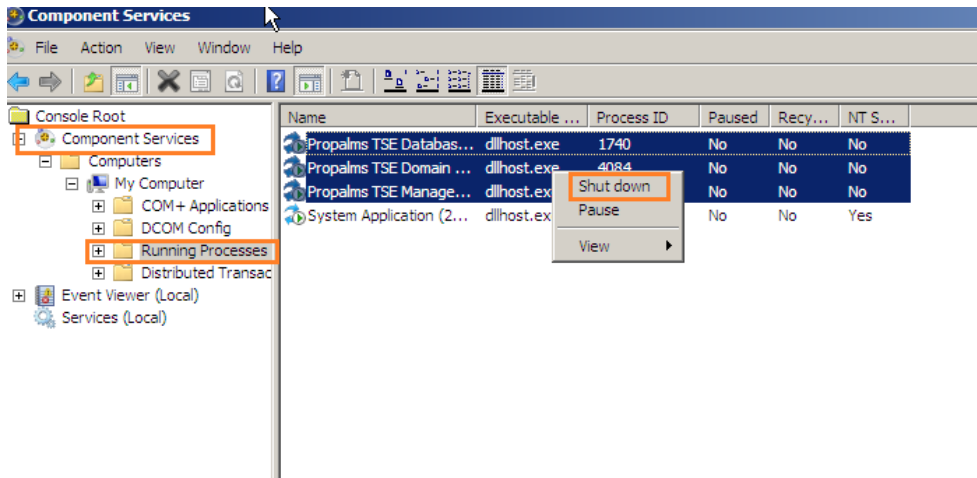 Component Services
File Action View Window Help
Console Root
Component Services
Computers
My Computer
COM+ Applications
DCOM Config
Running Processes
Distributed Transac
Event Viewer (Local)
Services (Local)
Name Executable ... Process ID Paused Recy... NT S...
Propalms TSE Databas... dllhost.exe 1740 No No No
Propalms TSE Domain ... dllhost.exe 4084 No No No
Propalms TSE Manage... dllhost.ex No No
System Application (2... dllhost.ex No No Yes
Shut down
Pause
View